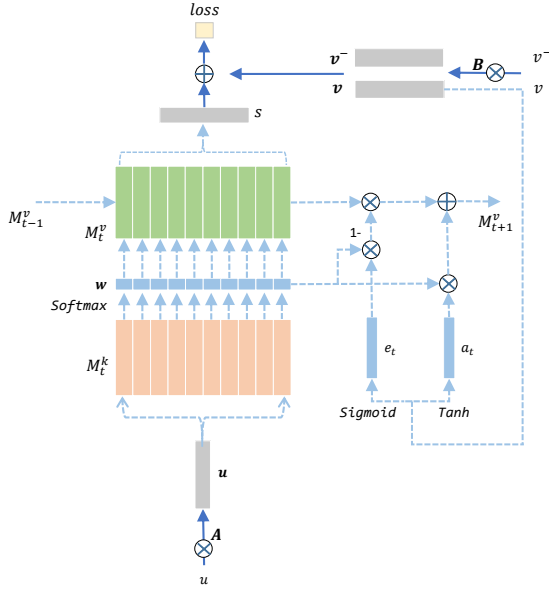 loss
v⁻
B
v⁻
v
v
s
M^v_{t-1}
M^v_t
M^v_{t+1}
1-
w
Softmax
M^k_t
e_t
a_t
Sigmoid
Tanh
u
A
u